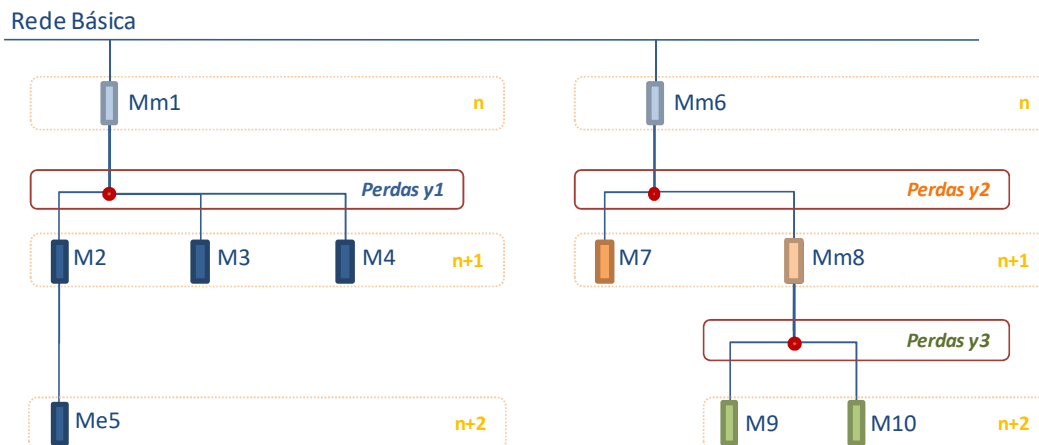 Rede Básica
Mm1 n Mm6 n
Perdas y1 Perdas y2
M2 M3 M4 n+1 M7 Mm8 n+1
Perdas y3
Me5 n+2 M9 M10 n+2